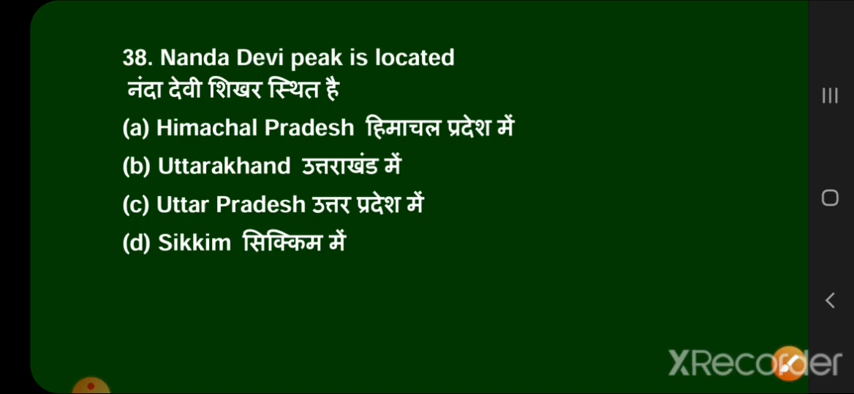 38. Nanda Devi peak is located
नंदा देवी शिखर स्थित है
(a) Himachal Pradesh हिमाचल प्रदेश में
(b) Uttarakhand उत्तराखंड में
(c) Uttar Pradesh उत्तर प्रदेश में
(d) Sikkim सिक्किम में
XRecorder